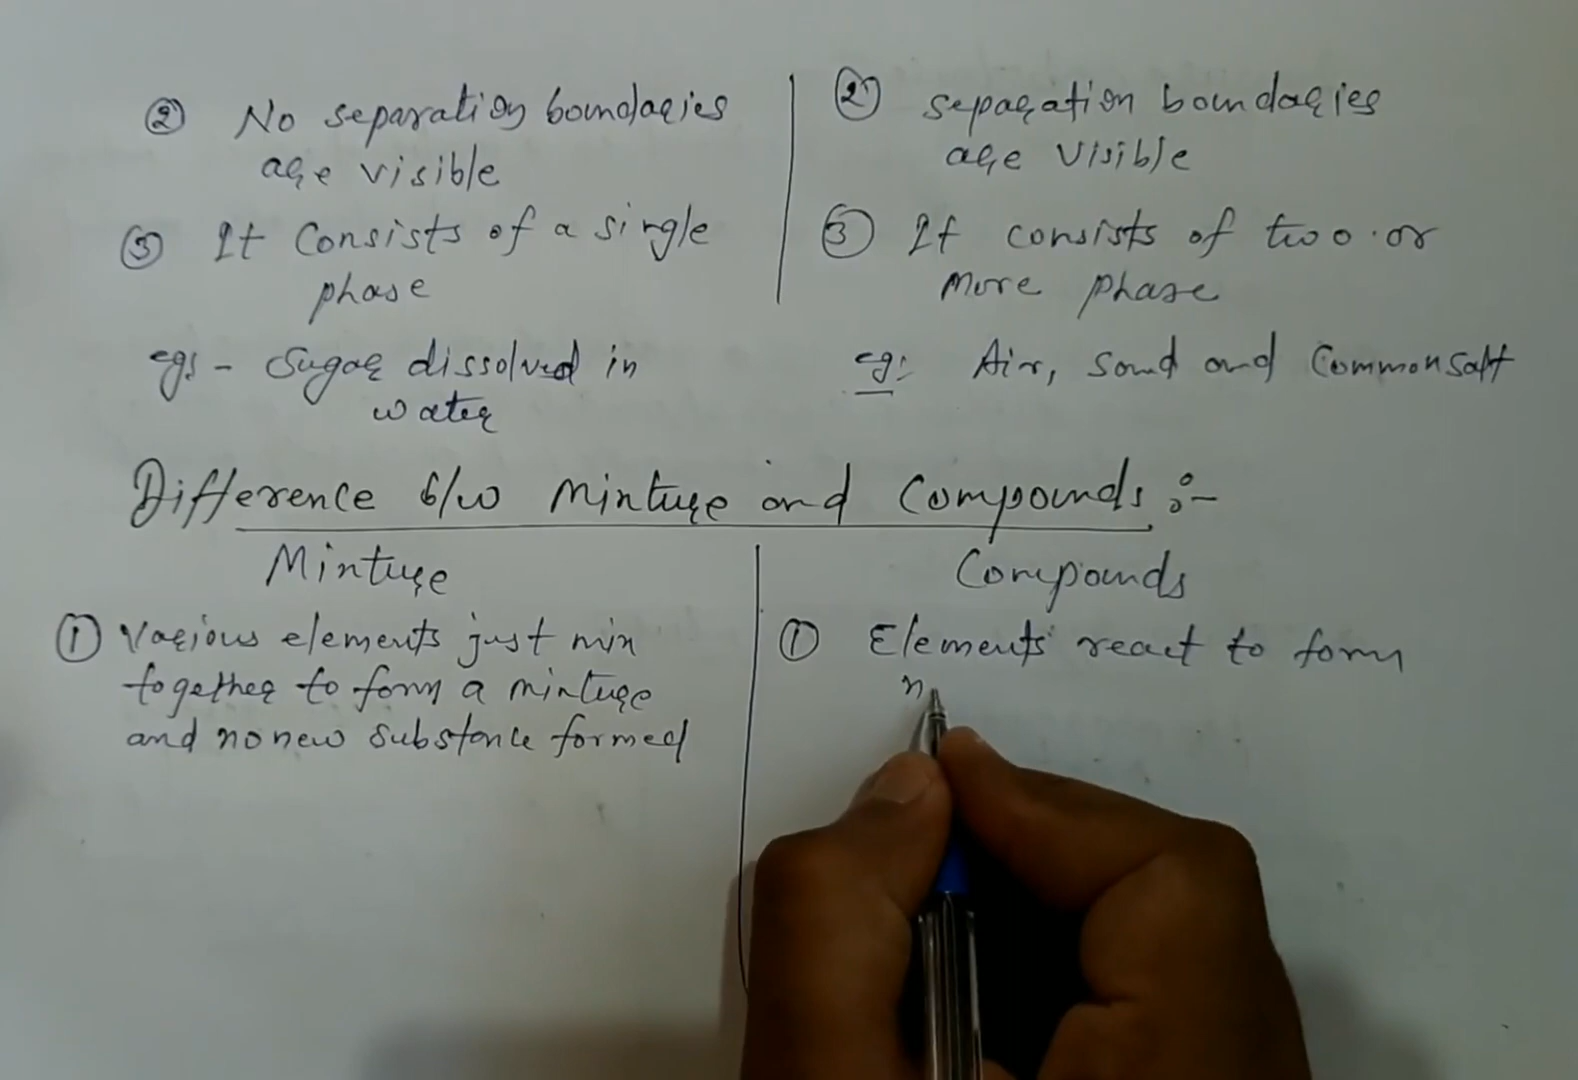 ② No separation boundaries
are visible
③ It Consists of a single
phase
egs - Sugar dissolved in
water
② separation boundaries
are visible
③ It consists of two or
more phase
eg: Air, sand and Common salt
Difference b/w Mixture and Compounds :-
Mixture
① Various elements just mix
together to form a mixture
and no new substance formed
Compounds
① Elements react to form
n